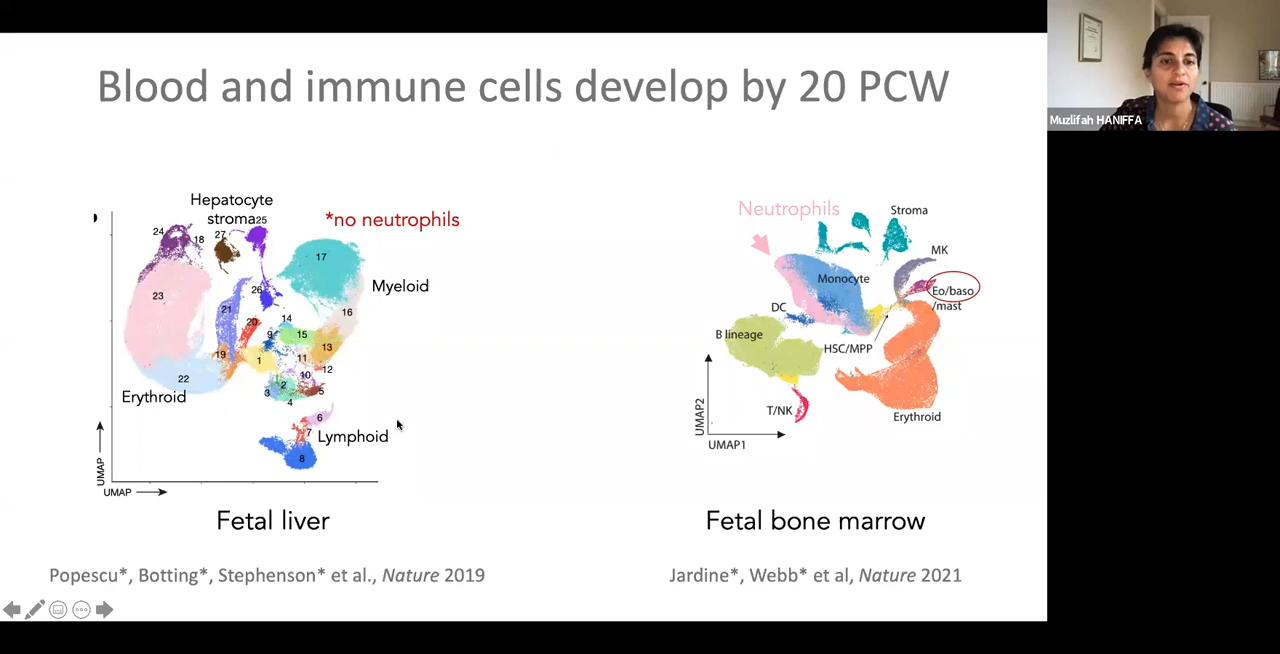 Blood and immune cells develop by 20 PCW
Muzlifah HANIFFA
Hepatocyte
stroma
*no neutrophils
25
24
18
27
17
Myeloid
23
26
16
21
14
20
9
15
13
19
1
11
12
22
10
2
5
3
4
Erythroid
6
7
Lymphoid
8
UMAP
UMAP
Fetal liver
Popescu*, Botting*, Stephenson* et al., Nature 2019
Neutrophils
Stroma
MK
Monocyte
Eo/baso
/mast
DC
B lineage
HSC/MPP
T/NK
Erythroid
UMAP2
UMAP1
Fetal bone marrow
Jardine*, Webb* et al, Nature 2021